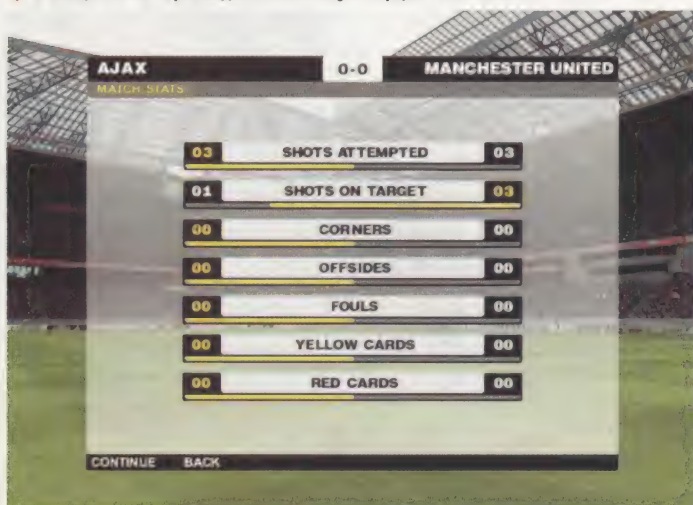 AJAX 0-0 MANCHESTER UNITED
MATCH STATS
03 SHOTS ATTEMPTED 03
01 SHOTS ON TARGET 03
00 CORNERS 00
00 OFFSIDES 00
00 FOULS 00
00 YELLOW CARDS 00
00 RED CARDS 00
CONTINUE BACK